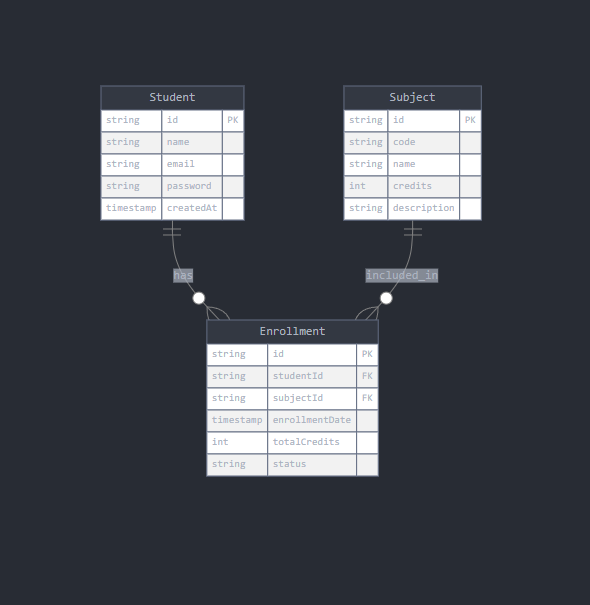 Student
string id PK
string name
string email
string password
timestamp createdAt
Subject
string id PK
string code
string name
int credits
string description
has
included_in
Enrollment
string id PK
string studentId FK
string subjectId FK
timestamp enrollmentDate
int totalCredits
string status